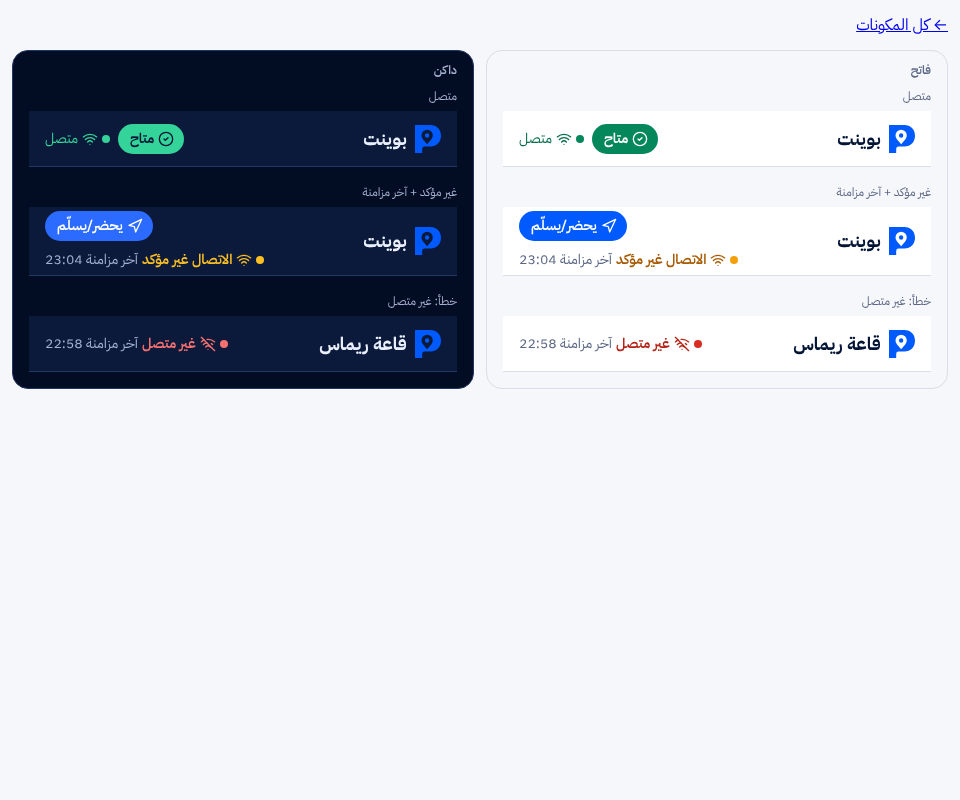 ← كل المكونات
فاتح
متصل
بوينت
متاح
متصل
غير مؤكد + آخر مزامنة
بوينت
يحضر/يسلّم
الاتصال غير مؤكد آخر مزامنة 23:04
خطأ: غير متصل
قاعة ريماس
غير متصل آخر مزامنة 22:58
داكن
متصل
بوينت
متاح
متصل
غير مؤكد + آخر مزامنة
بوينت
يحضر/يسلّم
الاتصال غير مؤكد آخر مزامنة 23:04
خطأ: غير متصل
قاعة ريماس
غير متصل آخر مزامنة 22:58